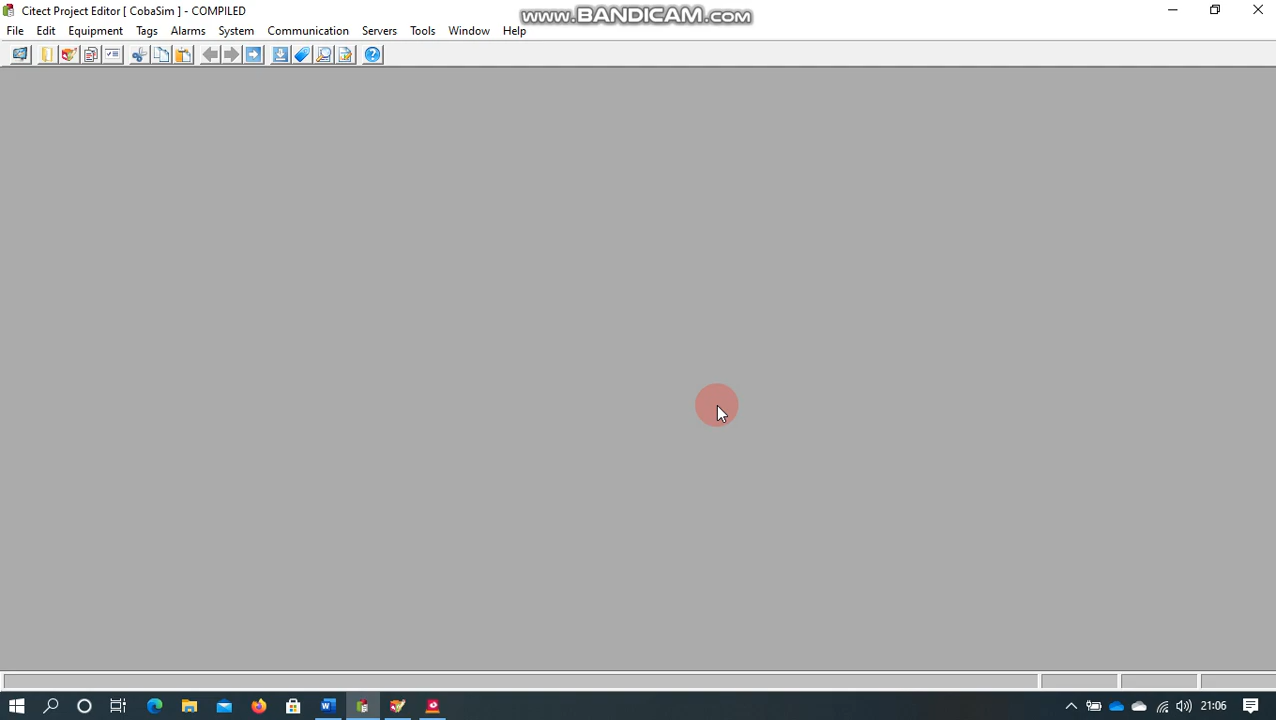 Citect Project Editor [ CobaSim ] - COMPILED
www.BANDICAM.com
File Edit Equipment Tags Alarms System Communication Servers Tools Window Help
21:06